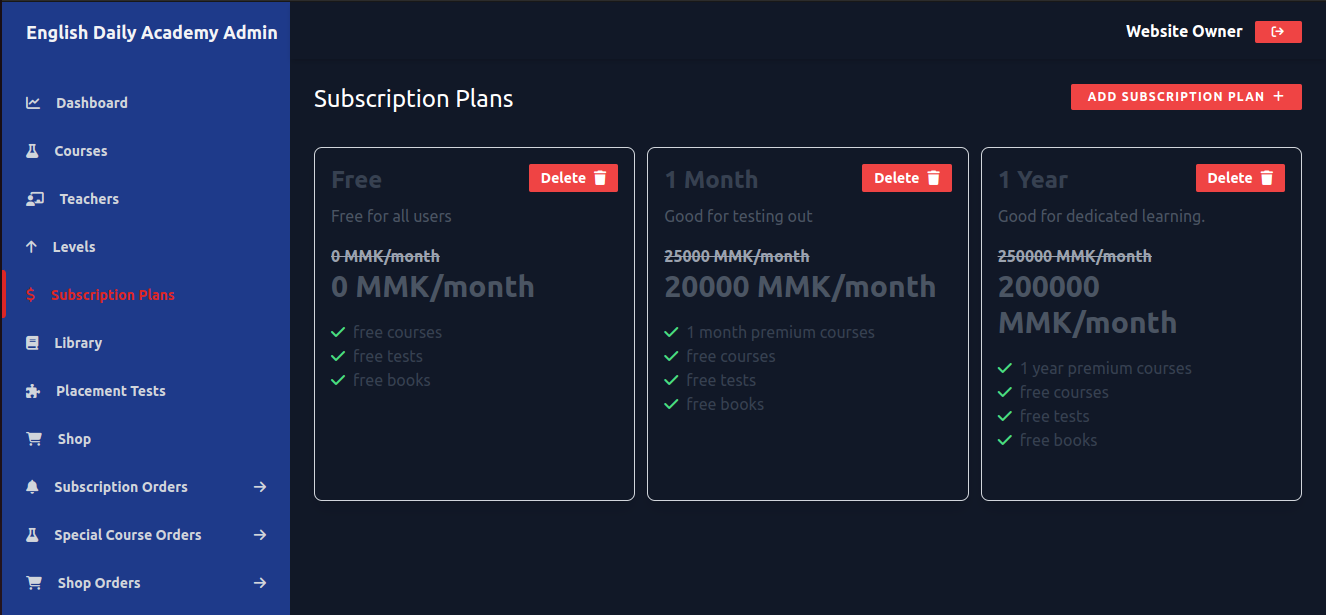 English Daily Academy Admin
Website Owner
Dashboard
Courses
Teachers
Levels
Subscription Plans
Library
Placement Tests
Shop
Subscription Orders
Special Course Orders
Shop Orders
Subscription Plans
ADD SUBSCRIPTION PLAN +
Free
Delete
Free for all users
0 MMK/month
0 MMK/month
free courses
free tests
free books
1 Month
Delete
Good for testing out
25000 MMK/month
20000 MMK/month
1 month premium courses
free courses
free tests
free books
1 Year
Delete
Good for dedicated learning.
250000 MMK/month
200000
MMK/month
1 year premium courses
free courses
free tests
free books